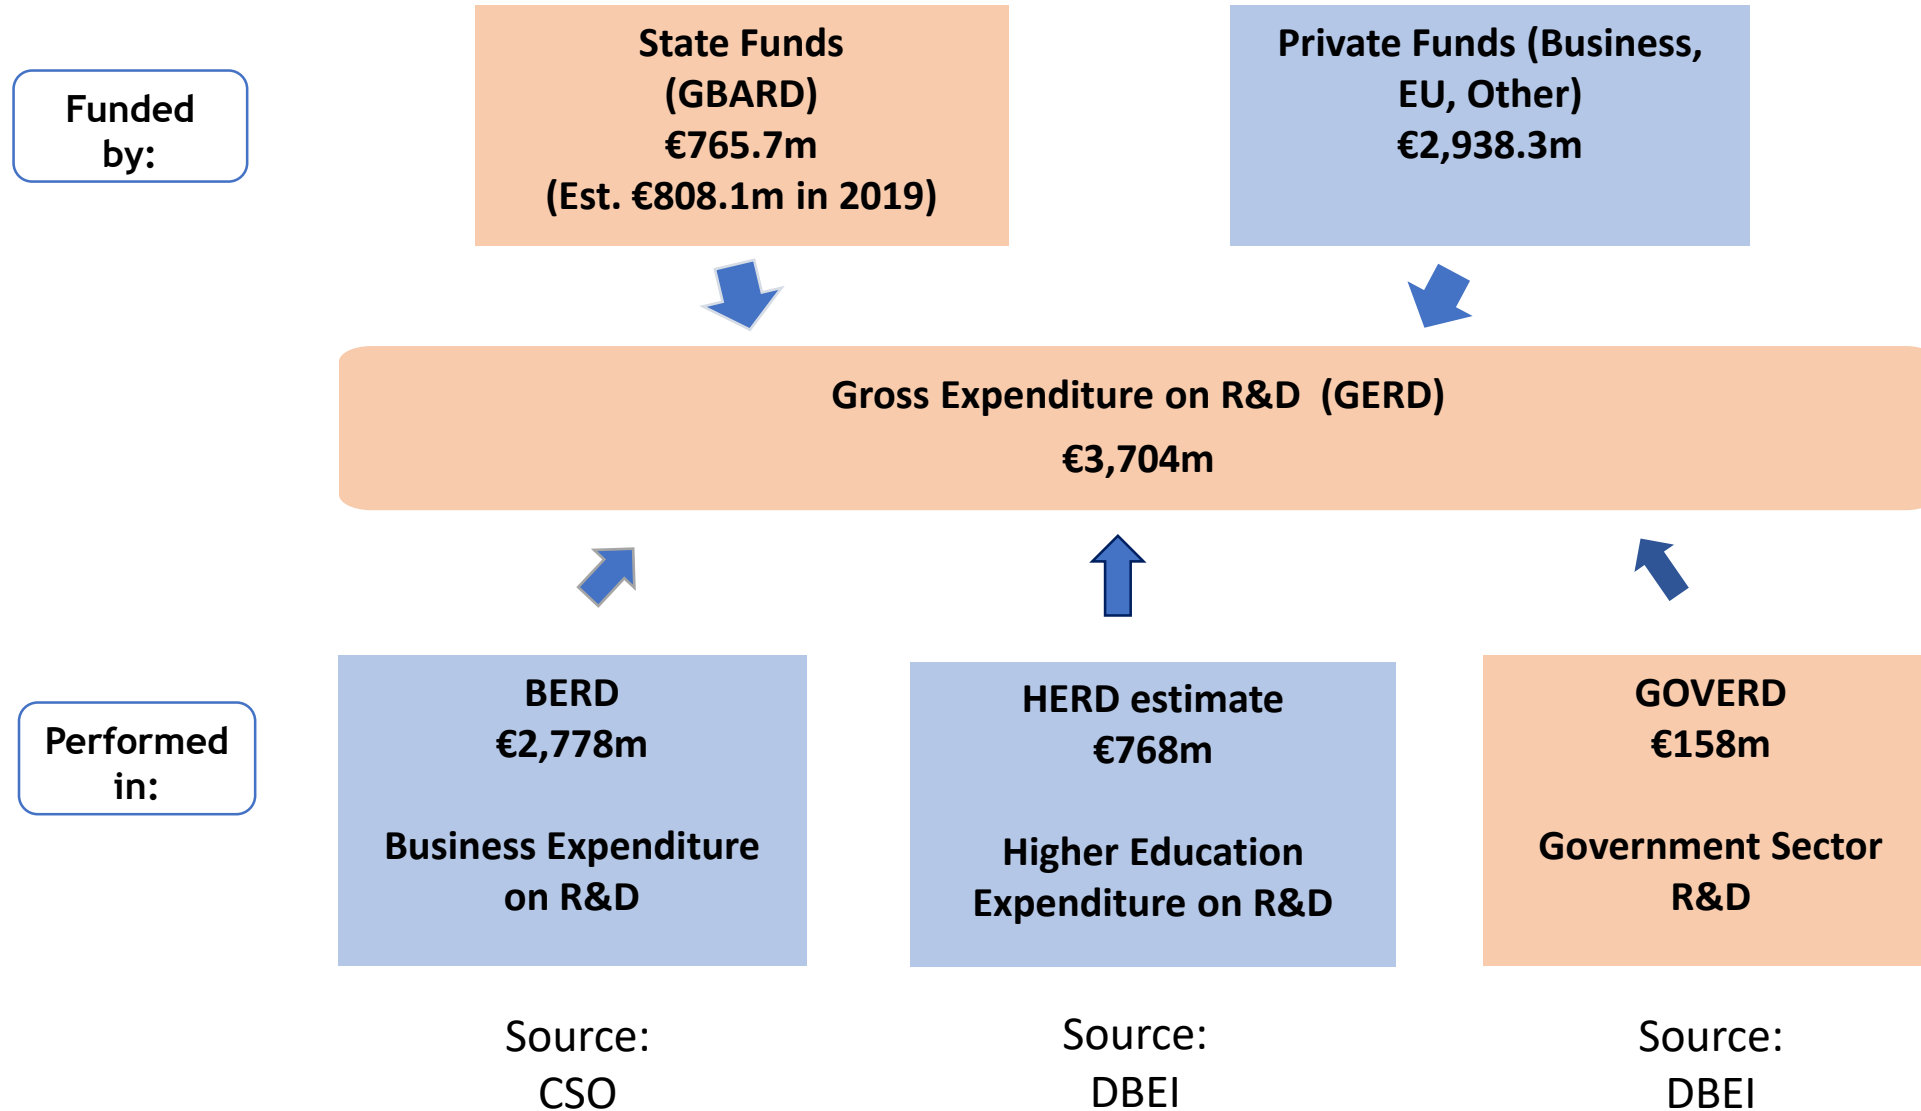 Funded
by:
State Funds
(GBARD)
€765.7m
(Est. €808.1m in 2019)
Private Funds (Business,
EU, Other)
€2,938.3m
Gross Expenditure on R&D (GERD)
€3,704m
Performed
in:
BERD
€2,778m
Business Expenditure
on R&D
HERD estimate
€768m
Higher Education
Expenditure on R&D
GOVERD
€158m
Government Sector
R&D
Source:
CSO
Source:
DBEI
Source:
DBEI